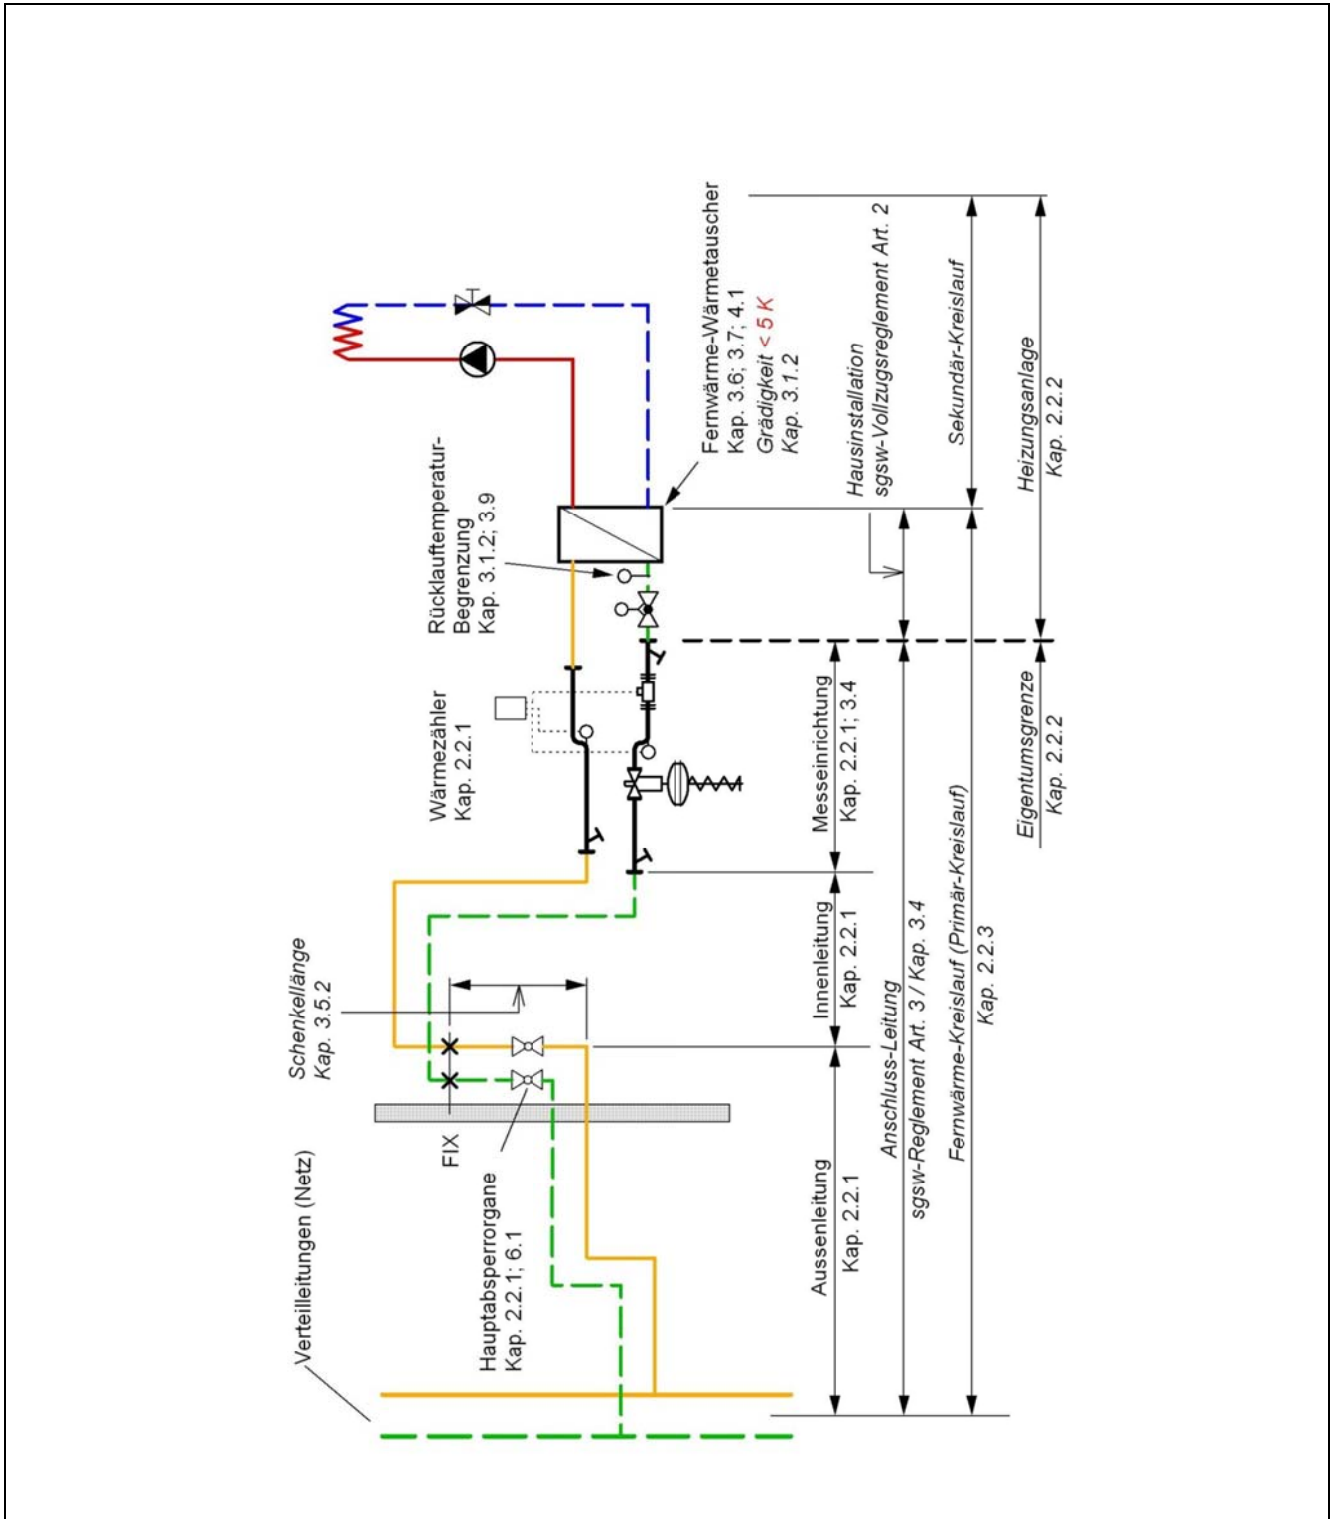 Verteilleitungen (Netz)
Schenkellänge
Kap. 3.5.2
FIX
Hauptabsperrorgane
Kap. 2.2.1; 6.1
Wärmezähler
Kap. 2.2.1
Rücklauftemperatur-
Begrenzung
Kap. 3.1.2; 3.9
Fernwärme-Wärmetauscher
Kap. 3.6; 3.7; 4.1
Grädigkeit < 5 K
Kap. 3.1.2
Aussenleitung
Kap. 2.2.1
Innenleitung
Kap. 2.2.1
Messeinrichtung
Kap. 2.2.1; 3.4
Hausinstallation
sgsw-Vollzugsreglement Art. 2
Anschluss-Leitung
sgsw-Reglement Art. 3 / Kap. 3.4
Fernwärme-Kreislauf (Primär-Kreislauf)
Kap. 2.2.3
Sekundär-Kreislauf
Eigentumsgrenze
Kap. 2.2.2
Heizungsanlage
Kap. 2.2.2